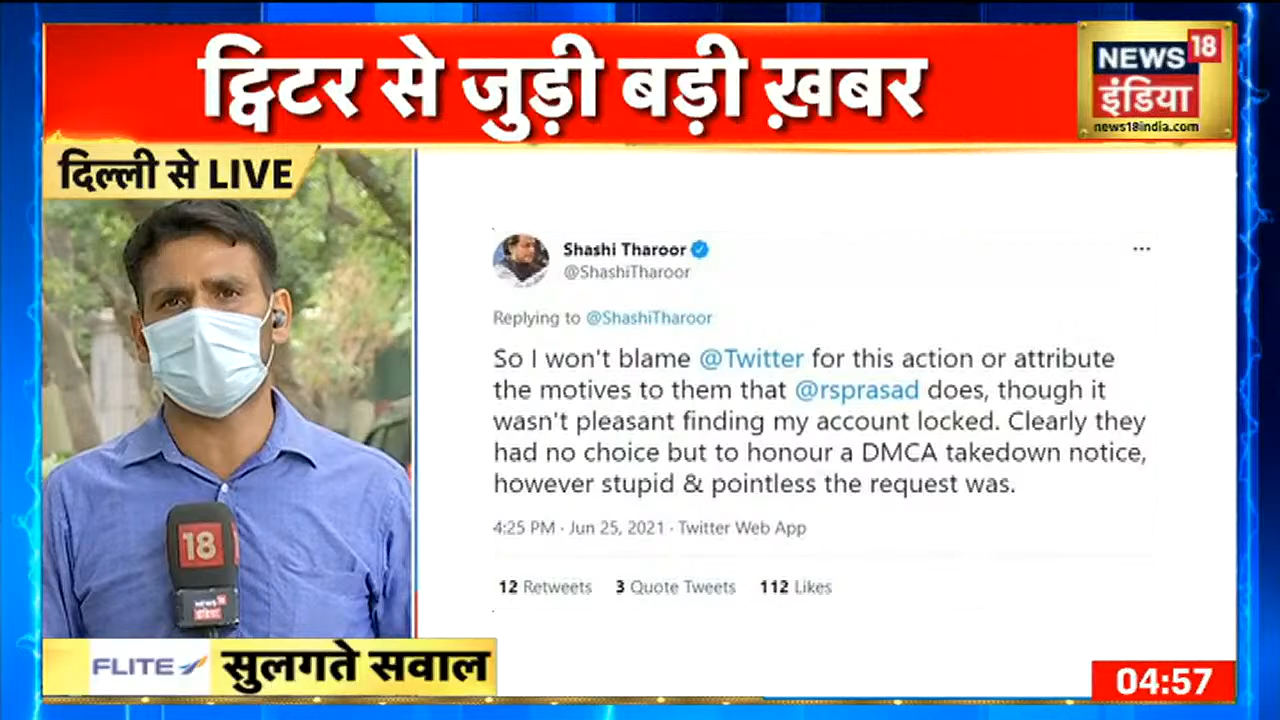 ट्विटर से जुड़ी बड़ी ख़बर
NEWS 18
इंडिया
news18india.com
दिल्ली से LIVE
Shashi Tharoor
@ShashiTharoor
Replying to @ShashiTharoor
So I won't blame @Twitter for this action or attribute
the motives to them that @rsprasad does, though it
wasn't pleasant finding my account locked. Clearly they
had no choice but to honour a DMCA takedown notice,
however stupid & pointless the request was.
4:25 PM · Jun 25, 2021 · Twitter Web App
12 Retweets 3 Quote Tweets 112 Likes
18
NEWS 18
इंडिया
FLITE सुलगते सवाल
04:57